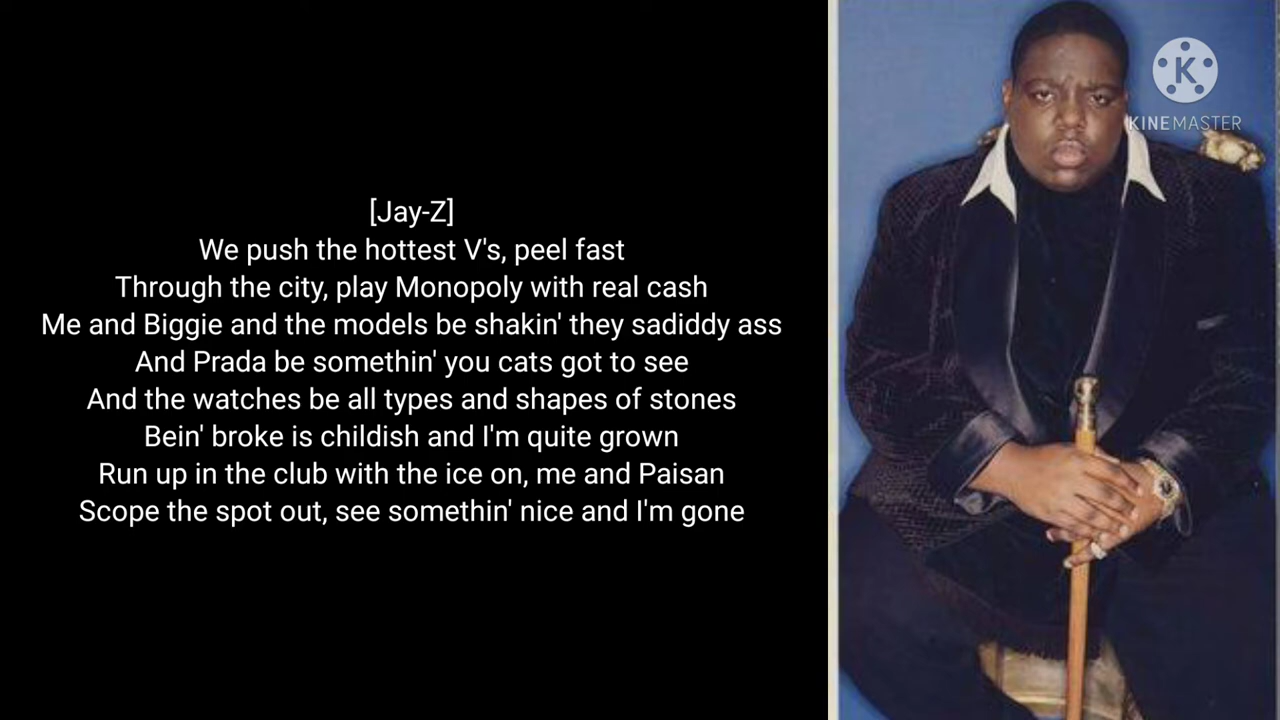 [Jay-Z]
We push the hottest V's, peel fast
Through the city, play Monopoly with real cash
Me and Biggie and the models be shakin' they sadiddy ass
And Prada be somethin' you cats got to see
And the watches be all types and shapes of stones
Bein' broke is childish and I'm quite grown
Run up in the club with the ice on, me and Paisan
Scope the spot out, see somethin' nice and I'm gone
K
KINEMASTER